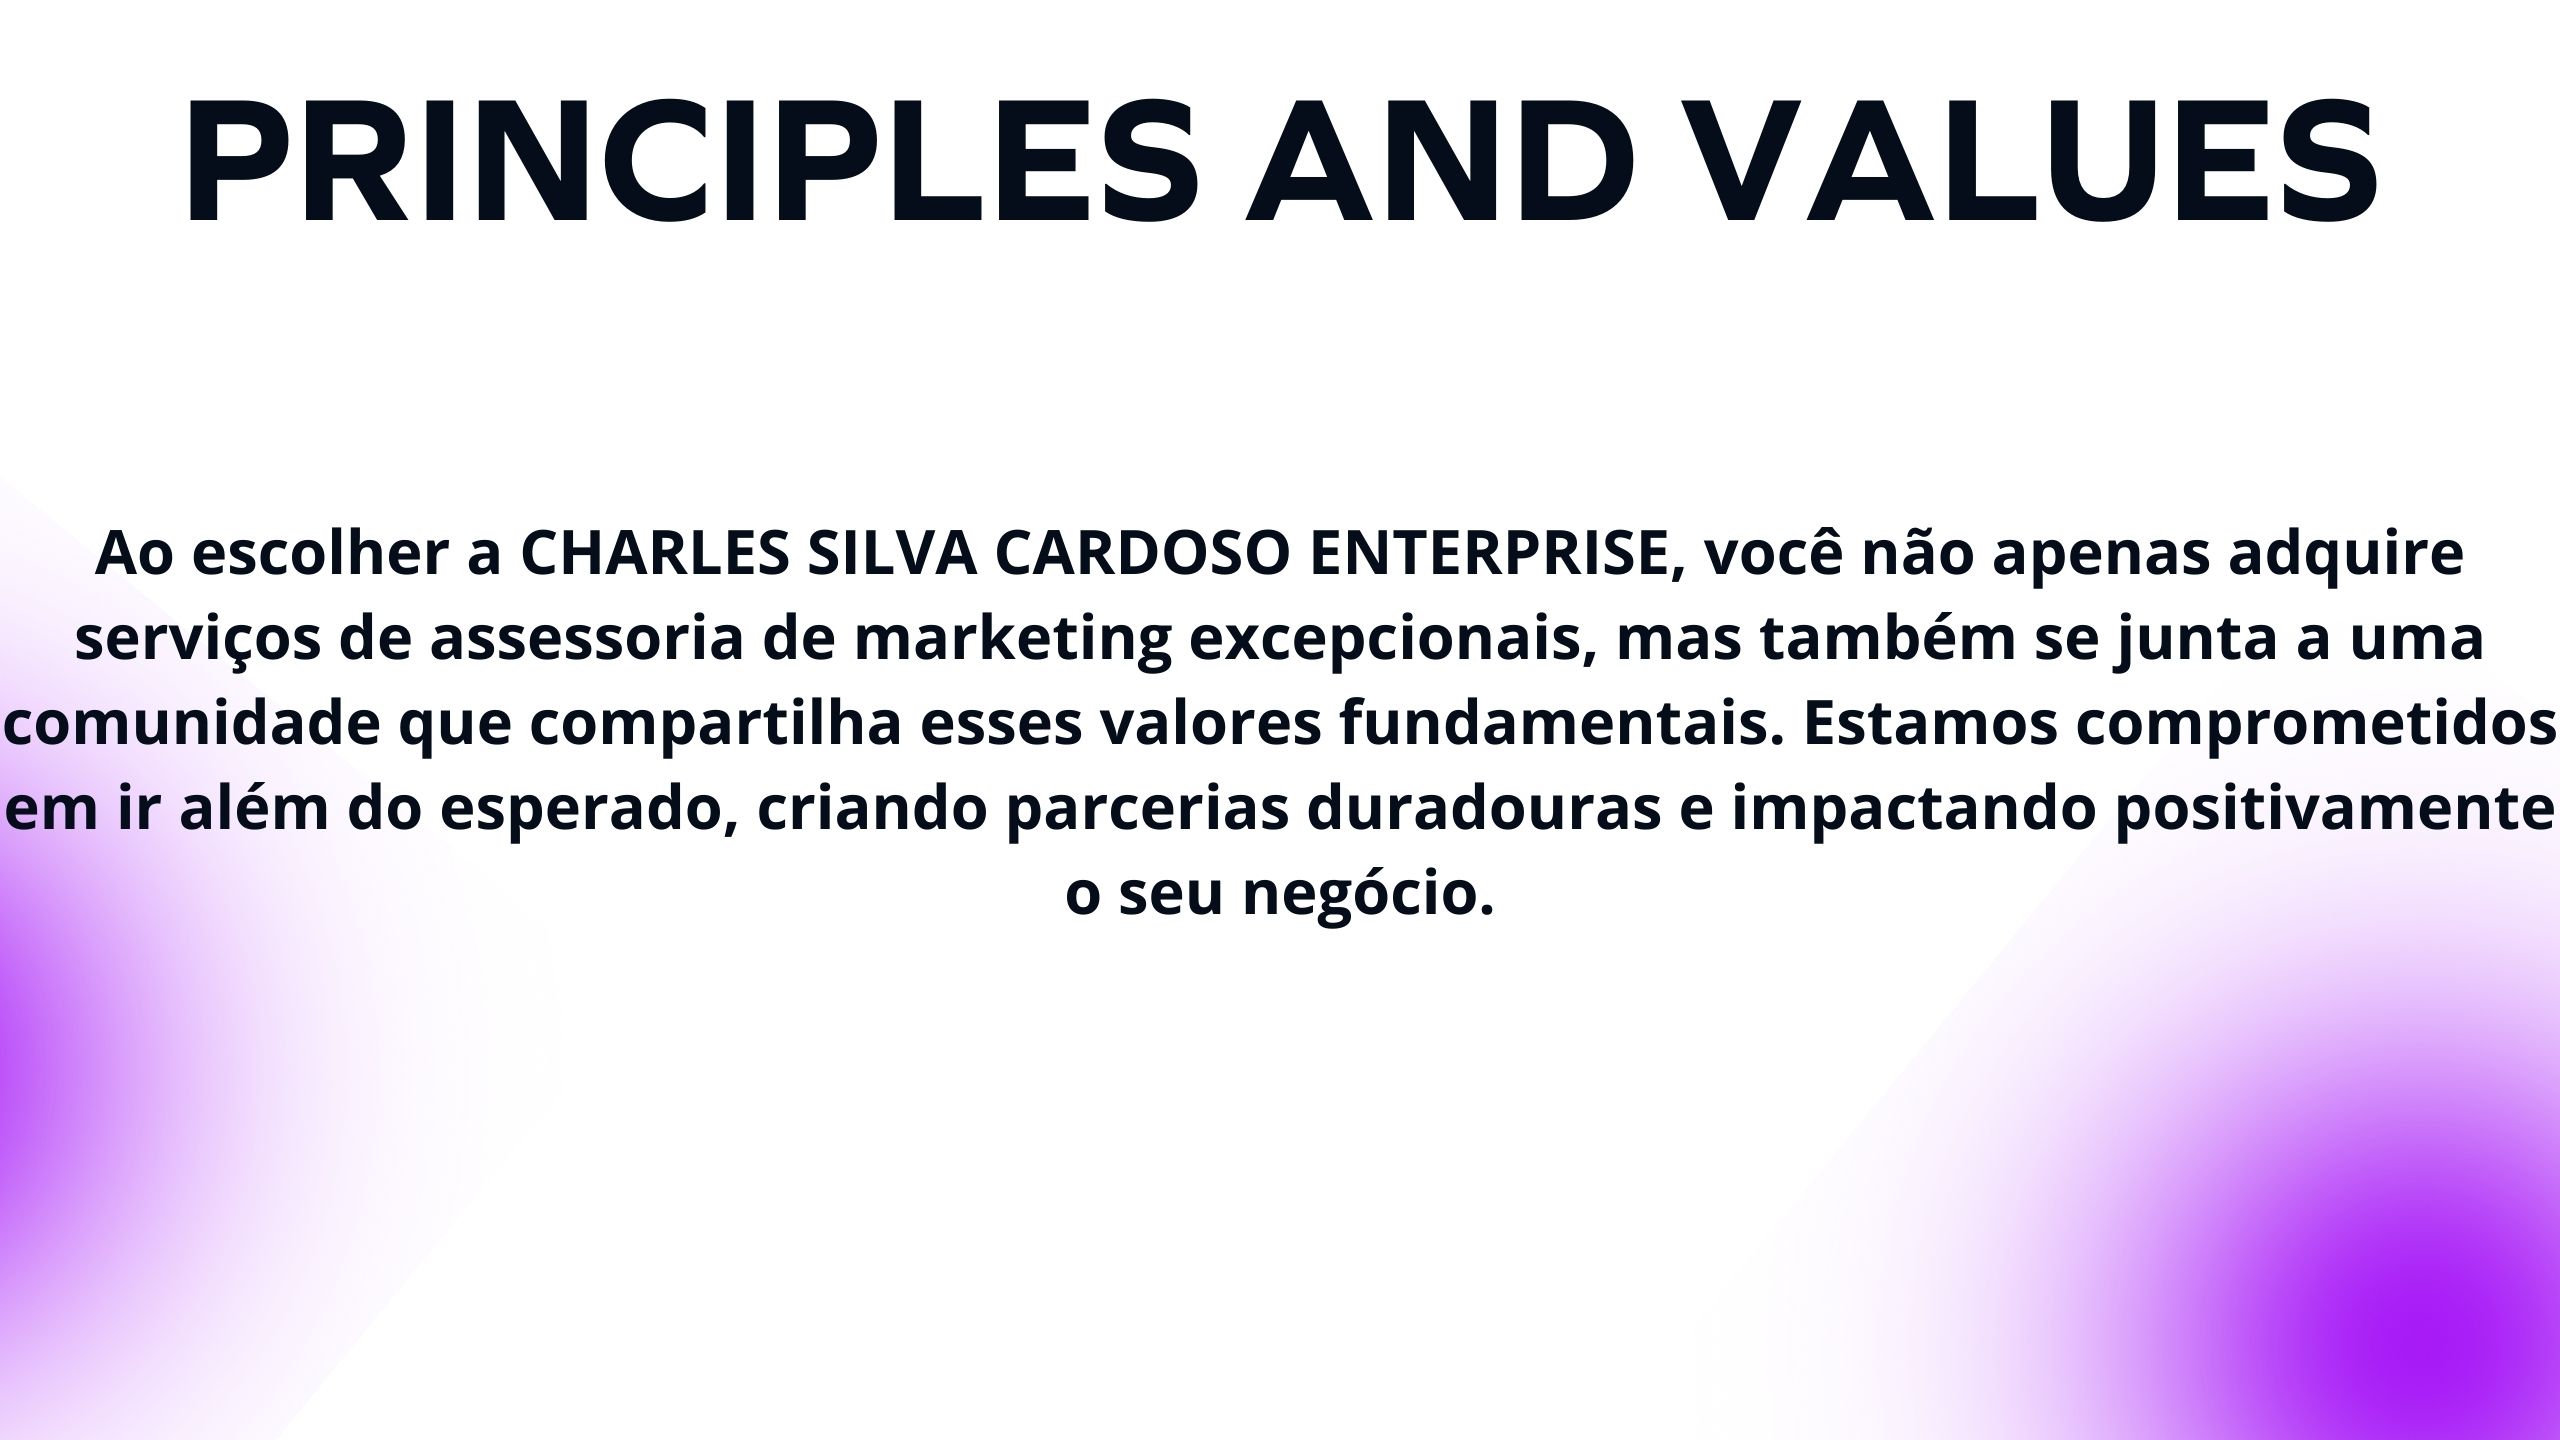 PRINCIPLES AND VALUES
Ao escolher a CHARLES SILVA CARDOSO ENTERPRISE, você não apenas adquire
serviços de assessoria de marketing excepcionais, mas também se junta a uma
comunidade que compartilha esses valores fundamentais. Estamos comprometidos
em ir além do esperado, criando parcerias duradouras e impactando positivamente
o seu negócio.